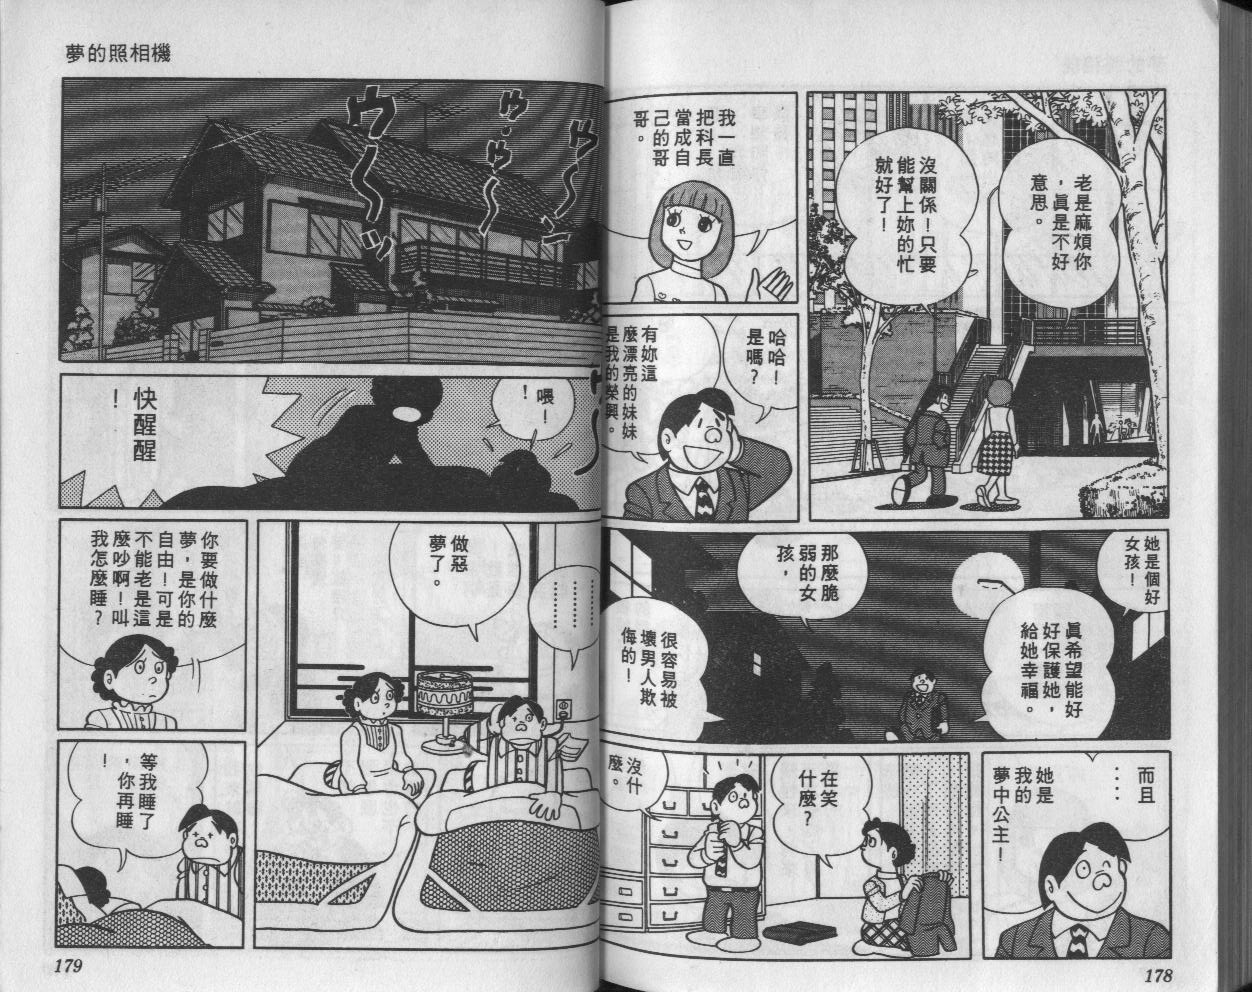 老是麻煩你
，真是不好
意思。
沒關係！只要
能幫上妳的忙
就好了！
我一直
把科長
當成自
己的哥
哥。
哈哈！
是嗎？
有妳這
麼漂亮的妹妹
是我的榮興。
她是個好
女孩！
真希望能好
好保護她，
給她幸福。
那麼脆
弱的女
孩，
很容易被
壞男人欺
侮的！
而且
⋯⋯
她是
我的
夢中公主！
在笑
什麼？
沒什
麼。
178
夢的照相機
ウ〜〜
ウ・ウ〜〜
ウ〜〜ッ
喂！
！
快醒醒
！
⋯⋯⋯⋯
做惡
夢了。
你要做什麼
夢，是你的
自由！可是
不能老是這
麼吵啊！叫
我怎麼睡？
等我睡了
，你再睡
！
179